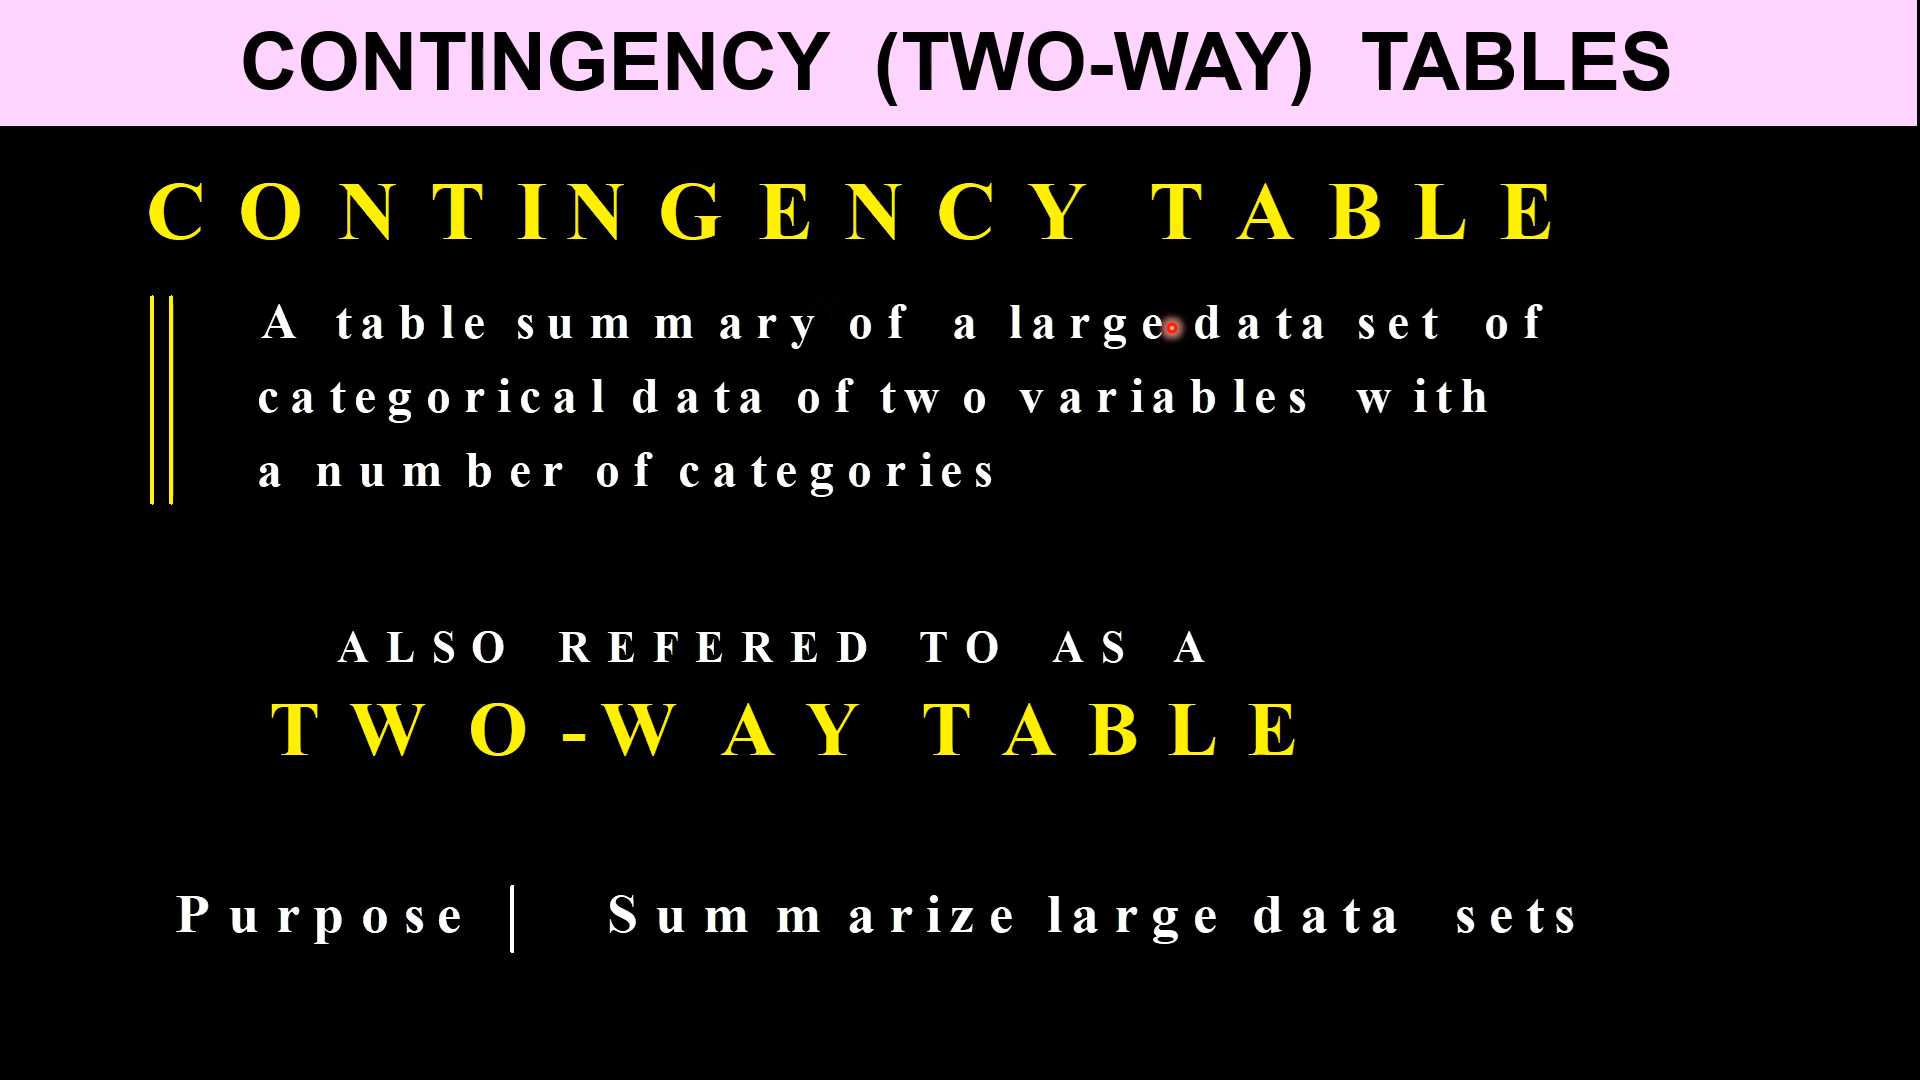 CONTINGENCY (TWO-WAY) TABLES
CONTINGENCY TABLE
A table summary of a large data set of
categorical data of two variables with
a number of categories
ALSO REFERED TO AS A
TWO-WAY TABLE
Purpose | Summarize large data sets